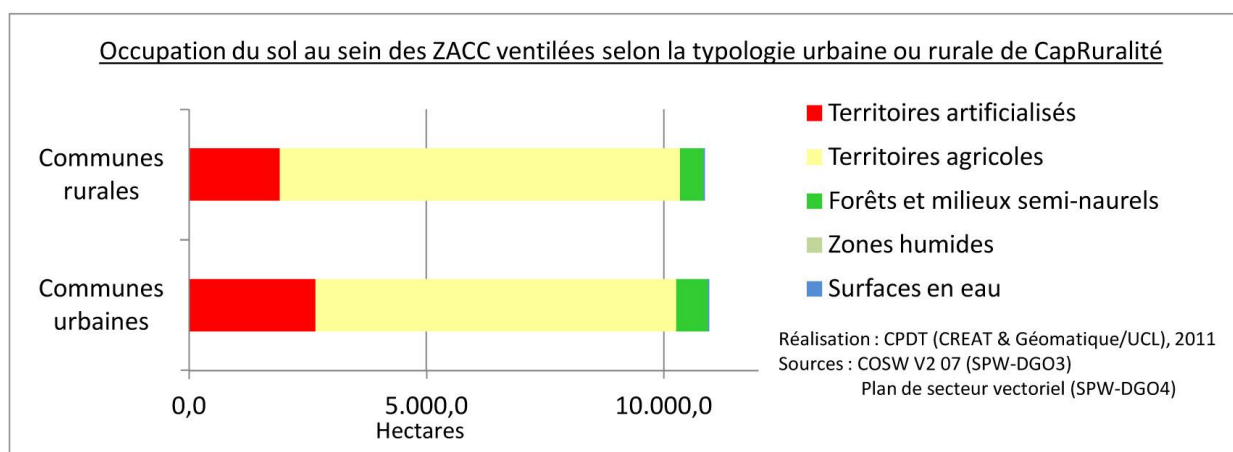 Occupation du sol au sein des ZACC ventilées selon la typologie urbaine ou rurale de CapRuralité
Communes
rurales
Communes
urbaines
0,0
5.000,0
10.000,0
Hectares
Territoires artificialisés
Territoires agricoles
Forêts et milieux semi-naurels
Zones humides
Surfaces en eau
Réalisation : CPDT (CREAT & Géomatique/UCL), 2011
Sources : COSW V2 07 (SPW-DGO3)
Plan de secteur vectoriel (SPW-DGO4)